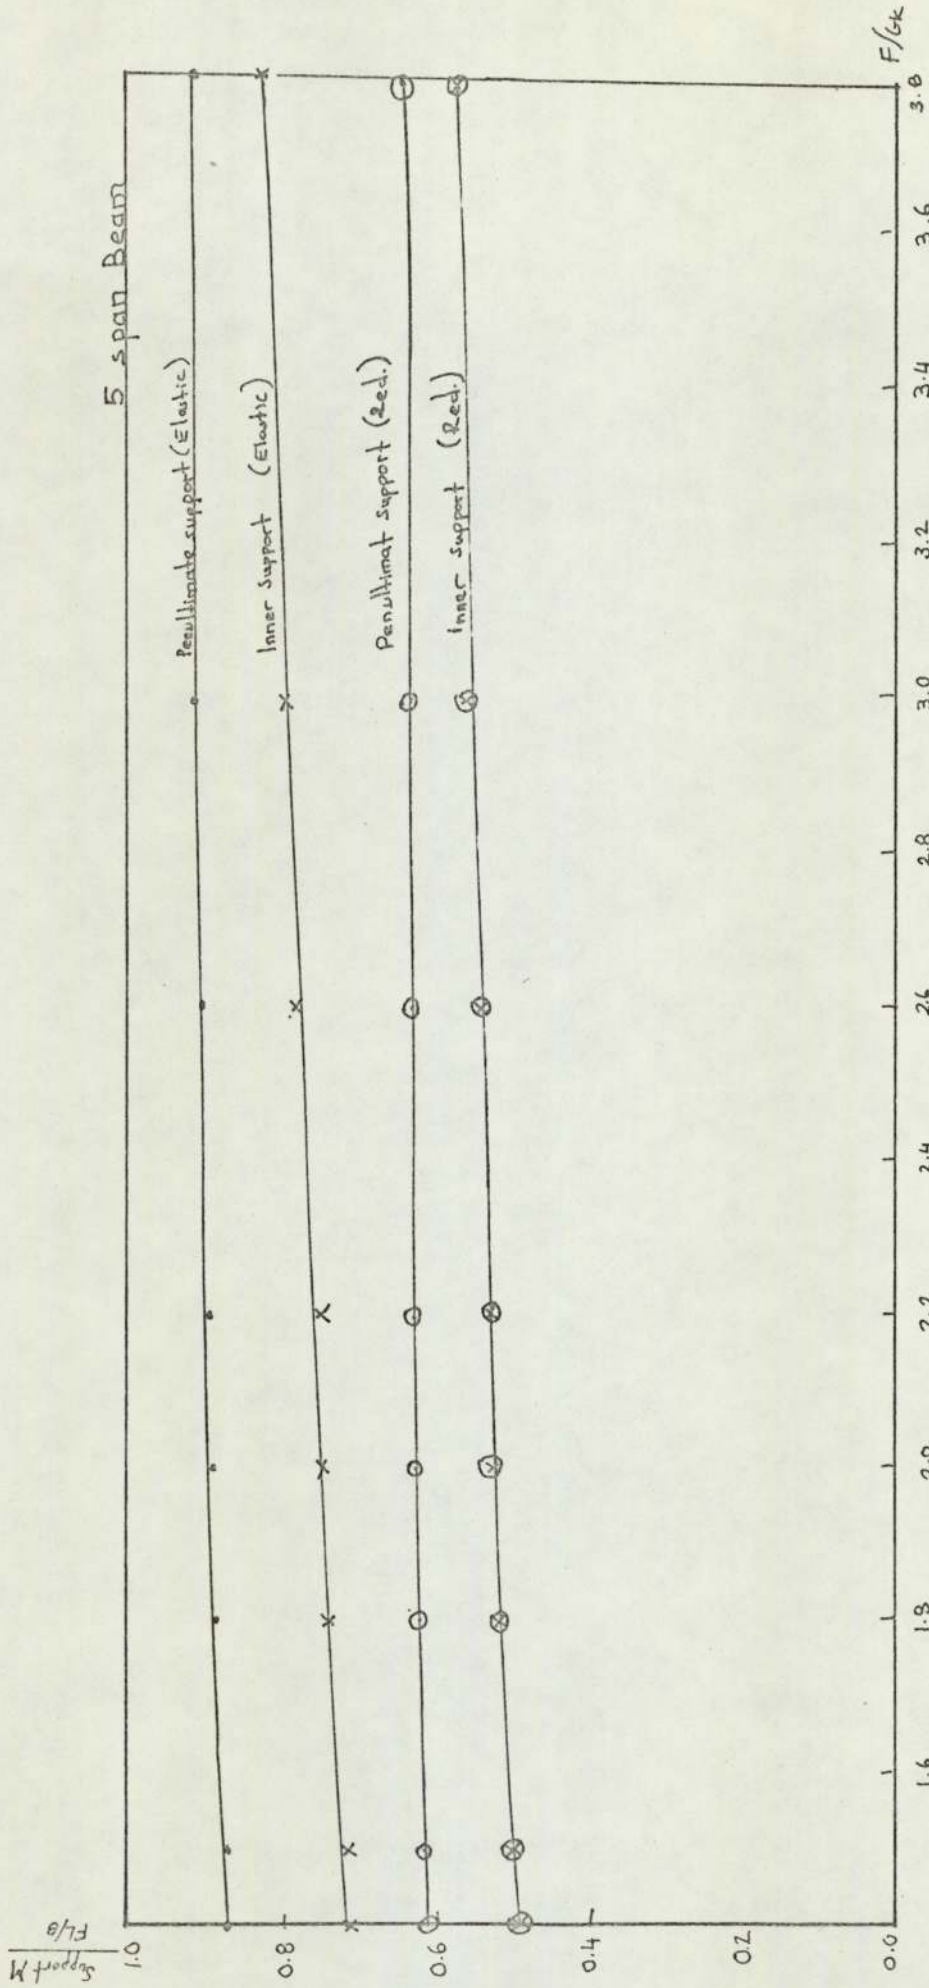 5 span Beam
Support M
FL/8
1.0
0.8
0.6
0.4
0.2
0.0
Penultimate support (Elastic)
Inner Support (Elastic)
Penultimat support (Red.)
Inner support (Red.)
1.6
1.8
2.0
2.2
2.4
2.6
2.8
3.0
3.2
3.4
3.6
3.8
F/Gk